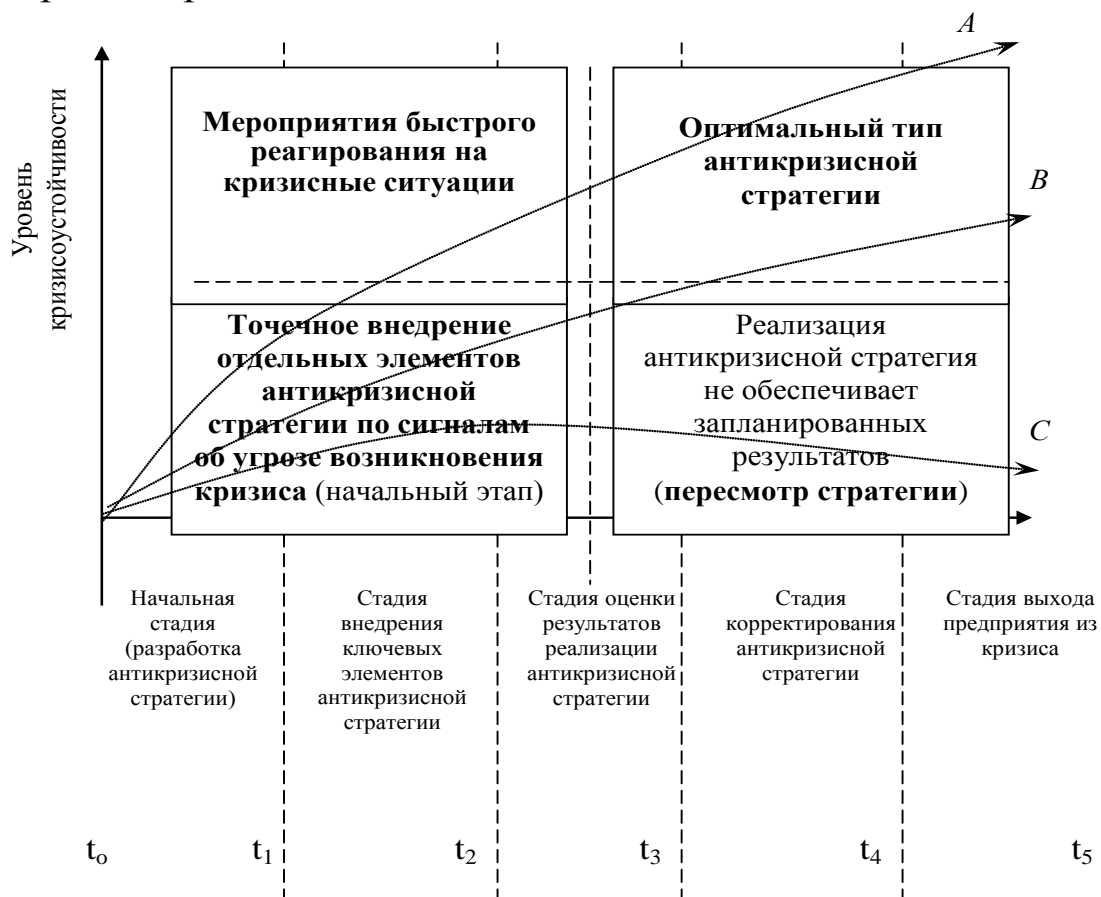 A
Уровень
кризисоустойчивости
Мероприятия быстрого
реагирования на
кризисные ситуации
Оптимальный тип
антикризисной
стратегии
B
Точечное внедрение
отдельных элементов
антикризисной
стратегии по сигналам
об угрозе возникновения
кризиса (начальный этап)
Реализация
антикризисной стратегия
не обеспечивает
запланированных
результатов
(пересмотр стратегии)
C
Начальная
стадия
(разработка
антикризисной
стратегии)
Стадия
внедрения
ключевых
элементов
антикризисной
стратегии
Стадия оценки
результатов
реализации
антикризисной
стратегии
Стадия
корректирования
антикризисной
стратегии
Стадия выхода
предприятия из
кризиса
t₀ t₁ t₂ t₃ t₄ t₅